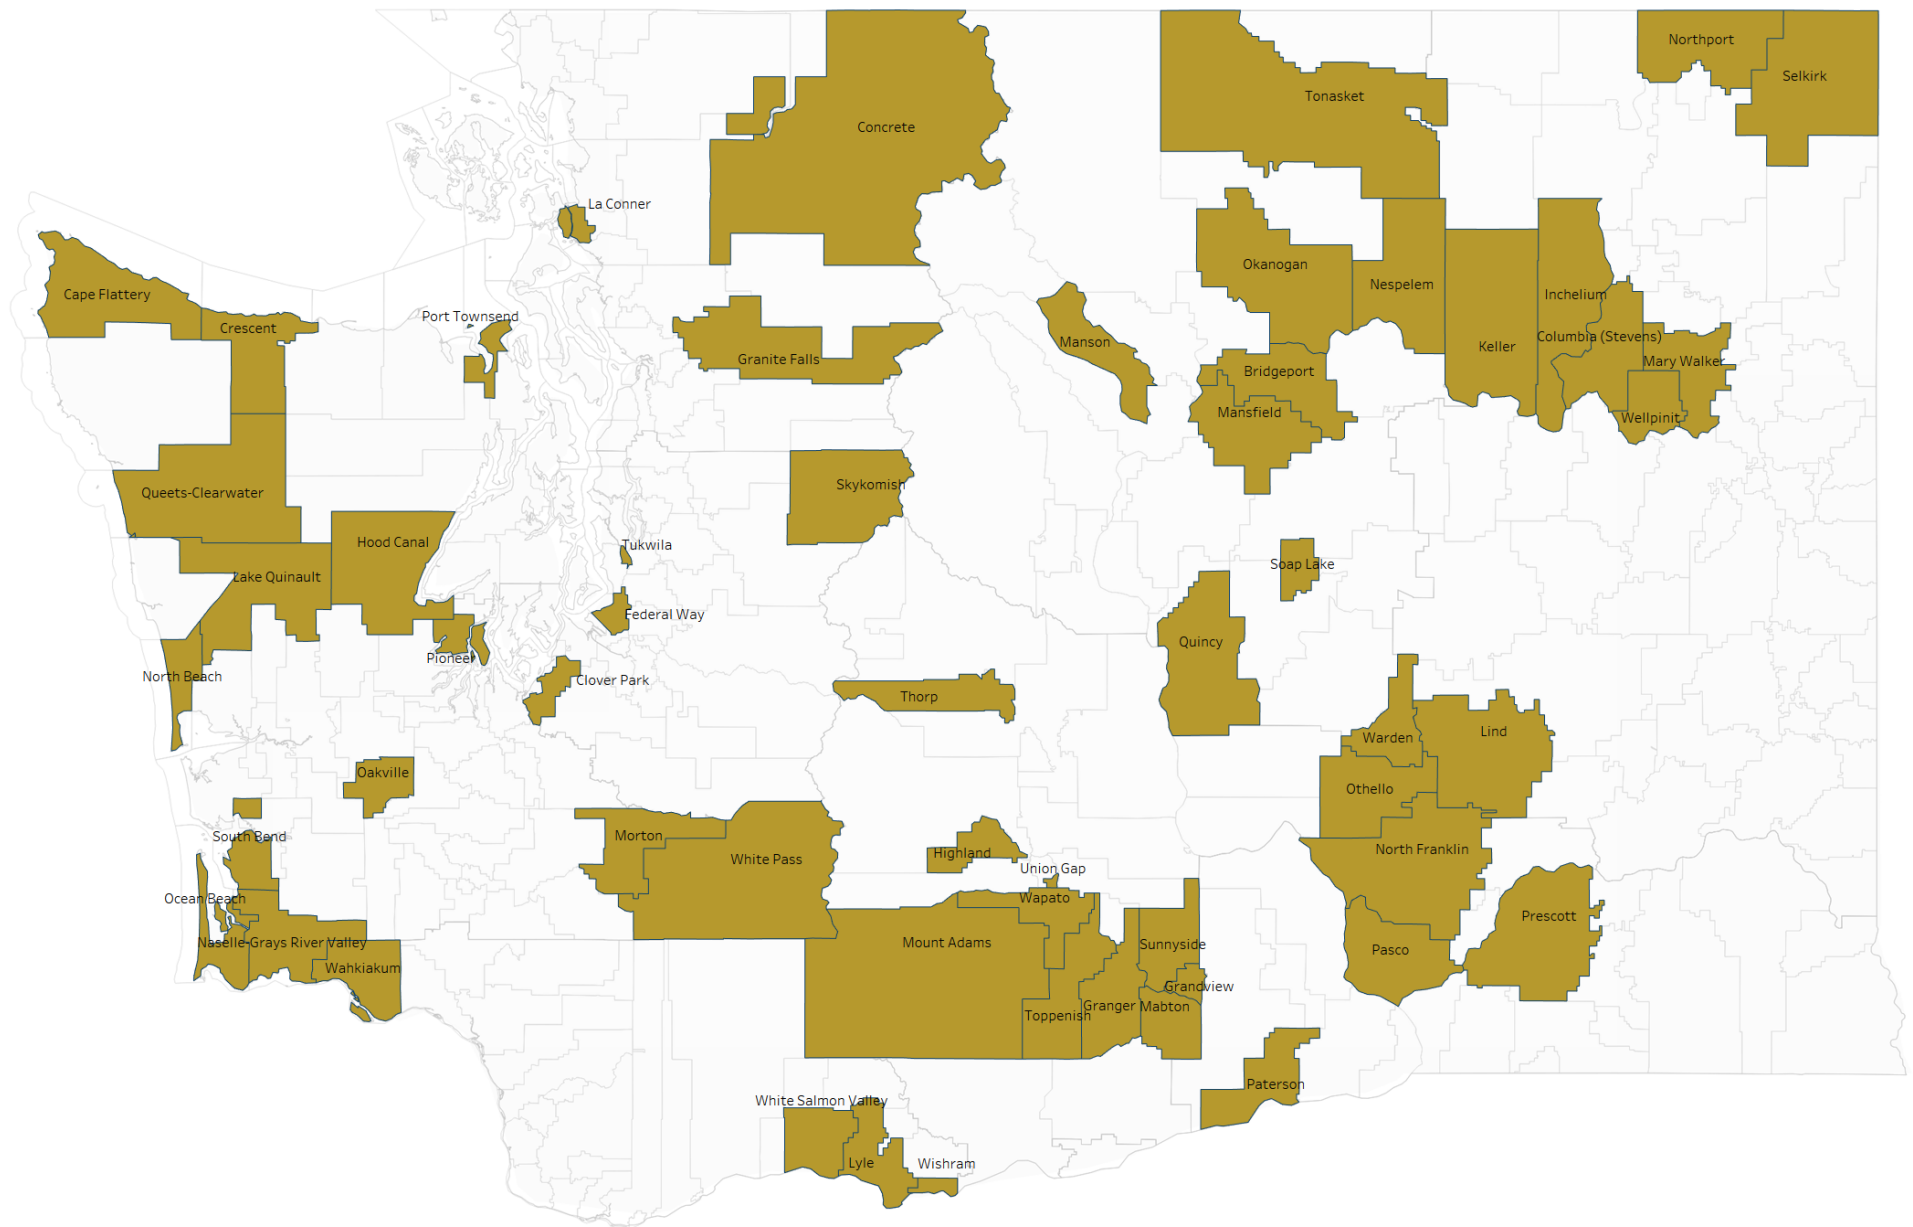 Northport
Selkirk
Tonasket
Concrete
La Conner
Okanogan
Nespelem
Inchelium
Cape Flattery
Port Townsend
Crescent
Columbia (Stevens)
Manson
Keller
Granite Falls
Mary Walker
Bridgeport
Mansfield
Wellpinit
Skykomish
Queets-Clearwater
Hood Canal
Tukwila
Soap Lake
Lake Quinault
Federal Way
Quincy
Pioneer
North Beach
Clover Park
Thorp
Lind
Warden
Oakville
Othello
South Bend
Morton
North Franklin
Highland
White Pass
Union Gap
Ocean Beach
Wapato
Prescott
Naselle-Grays River Valley
Mount Adams
Sunnyside
Pasco
Wahkiakum
Grandview
Granger
Mabton
Toppenish
Paterson
White Salmon Valley
Lyle
Wishram